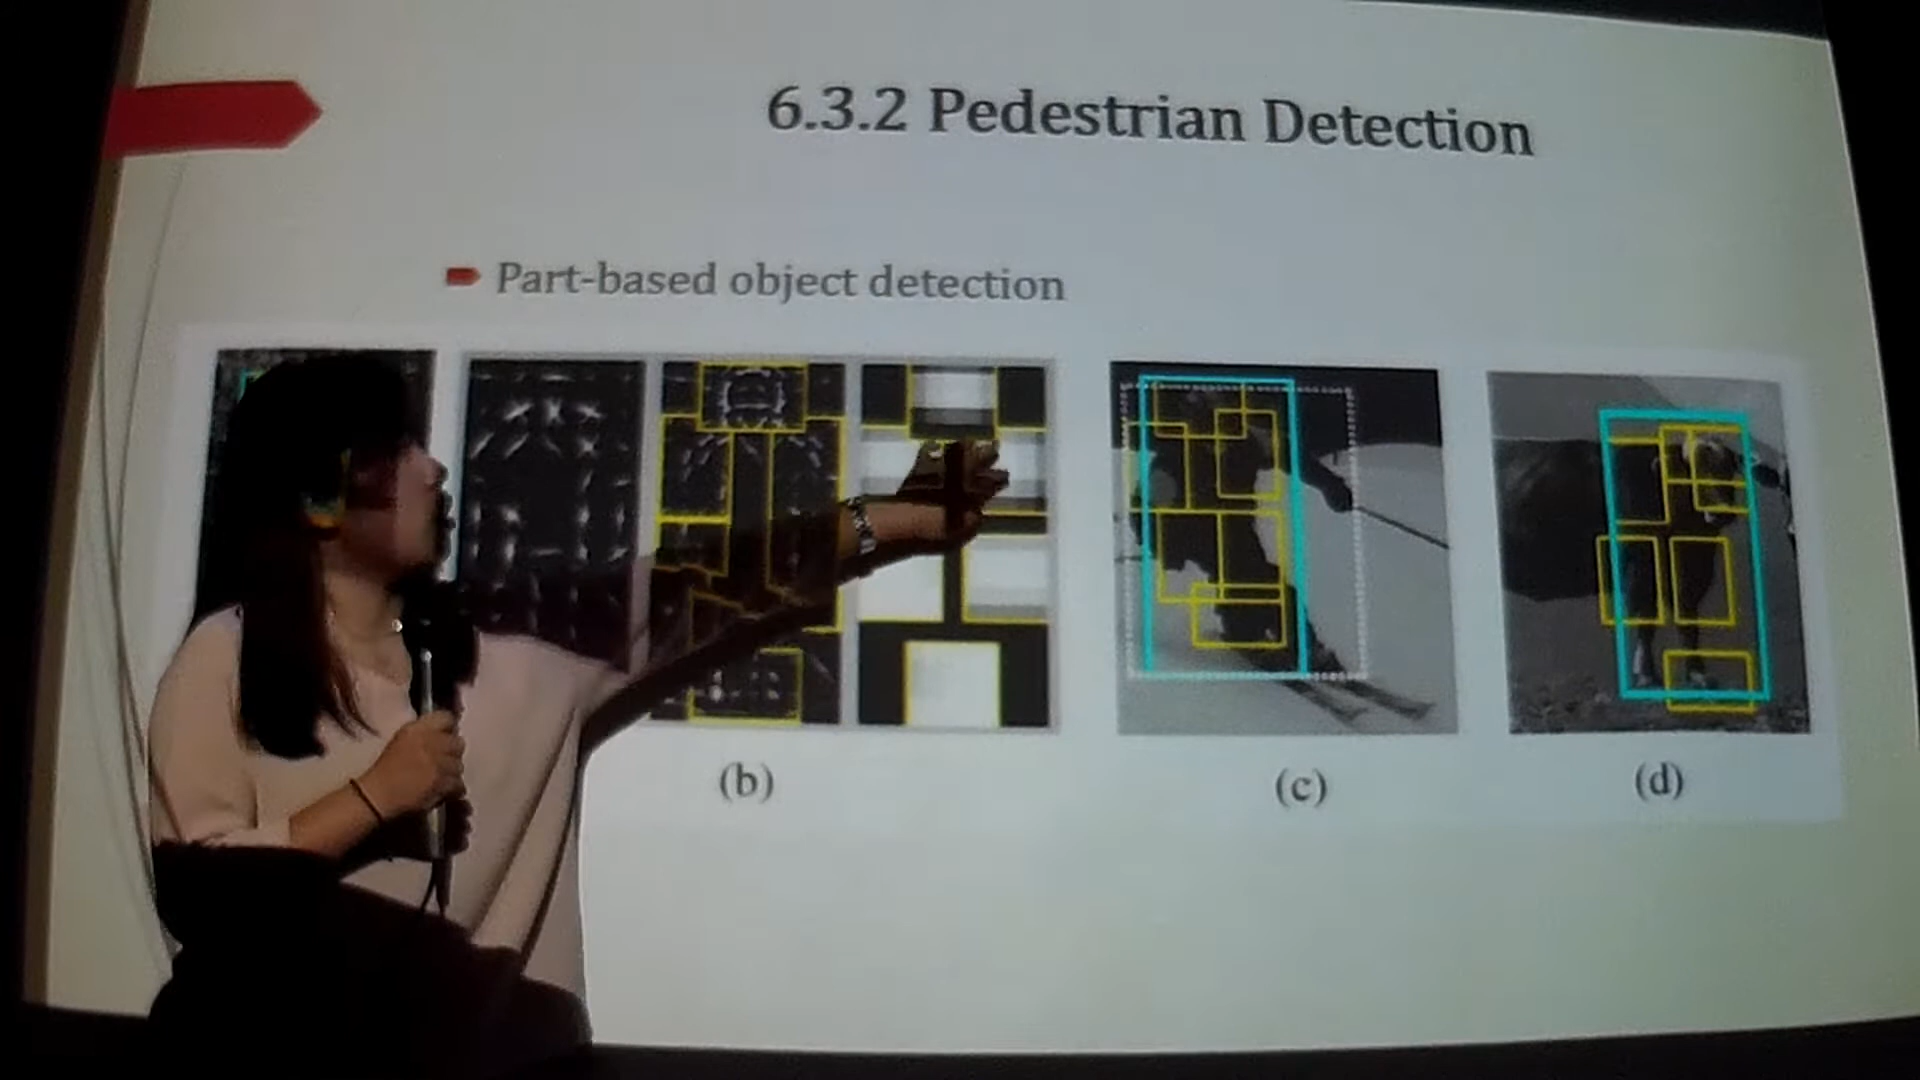 6.3.2 Pedestrian Detection
Part-based object detection
(b)
(c)
(d)